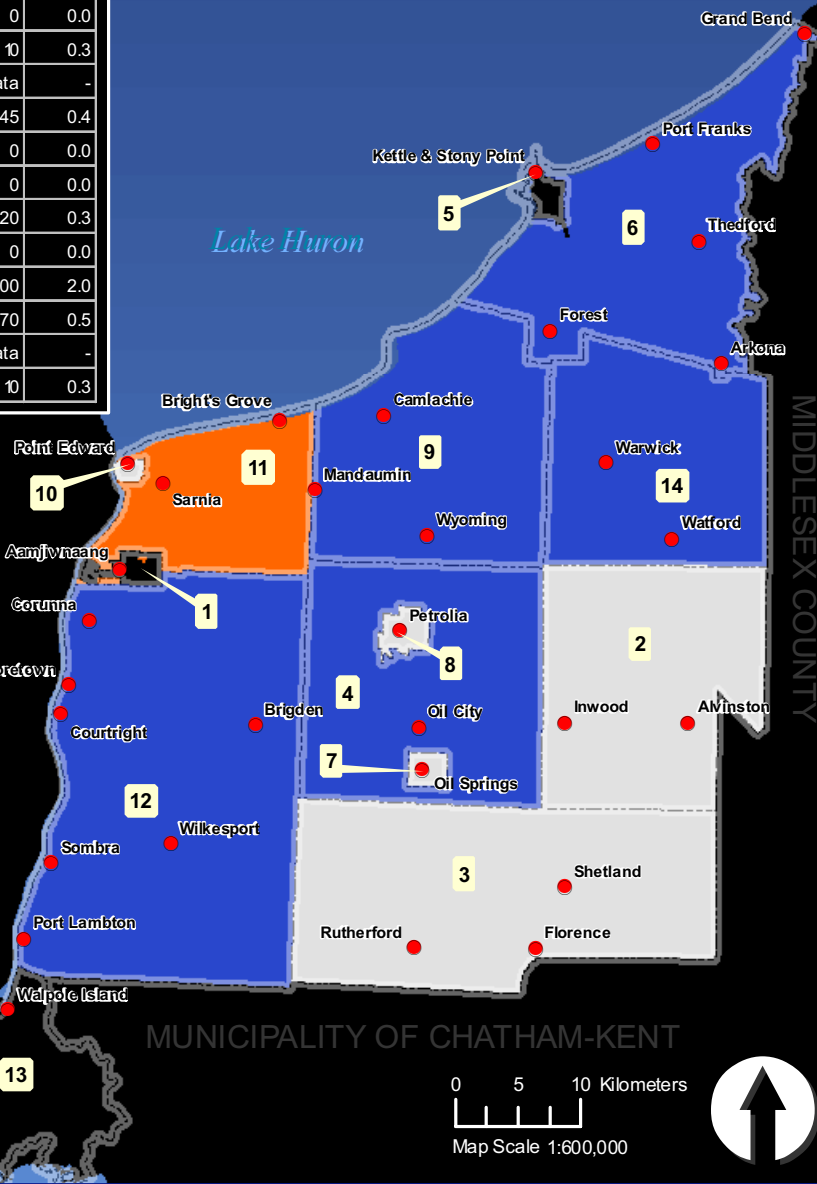 0 0.0
10 0.3
ata -
45 0.4
0 0.0
0 0.0
20 0.3
0 0.0
00 2.0
70 0.5
ata -
10 0.3
Grand Bend
Port Franks
Kettle & Stony Point
5
6
Thedford
Lake Huron
Forest
Arkona
Bright's Grove
Camlachie
Point Edward
9
11
Warwick
10
Mandaumin
14
Sarnia
Wyoming
Watford
MIDDLESEX COUNTY
Aamjiwnaang
Corunna
1
Petrolia
2
8
retown
4
Inwood
Alvinston
Brigden
Oil City
Courtright
7
Oil Springs
12
Wilkesport
Sombra
3
Shetland
Port Lambton
Rutherford
Florence
Walpole Island
MUNICIPALITY OF CHATHAM-KENT
13
0 5 10 Kilometers
Map Scale 1:600,000